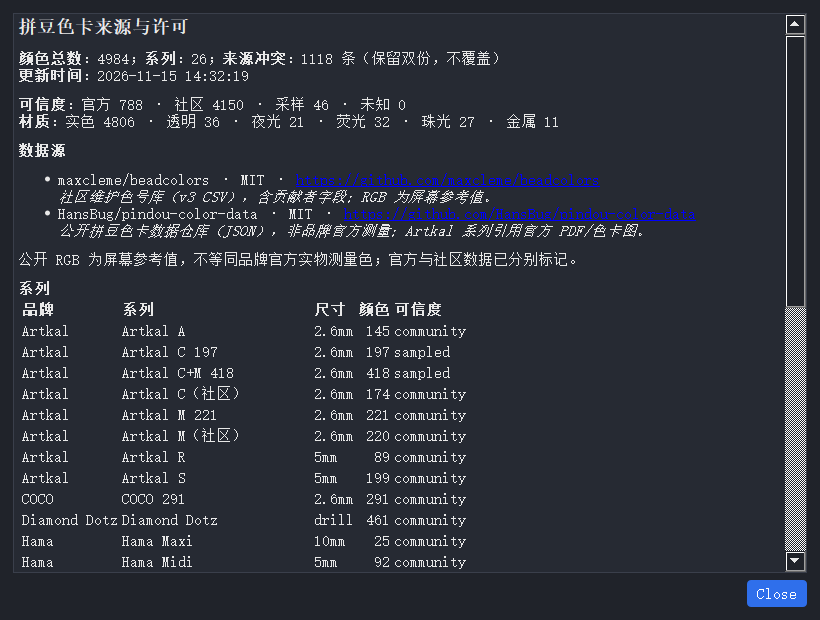 拼豆色卡来源与许可
颜色总数：4984；系列：26；来源冲突：1118 条（保留双份，不覆盖）
更新时间：2026-11-15 14:32:19
可信度：官方 788 · 社区 4150 · 采样 46 · 未知 0
材质：实色 4806 · 透明 36 · 夜光 21 · 荧光 32 · 珠光 27 · 金属 11
数据源
• maxcleme/beadcolors · MIT · https://github.com/maxcleme/beadcolors
社区维护色号库（v3 CSV），含贡献者字段；RGB 为屏幕参考值。
• HansBug/pindou-color-data · MIT · https://github.com/HansBug/pindou-color-data
公开拼豆色卡数据仓库（JSON），非品牌官方测量；Artkal 系列引用官方 PDF/色卡图。
公开 RGB 为屏幕参考值，不等同品牌官方实物测量色；官方与社区数据已分别标记。
系列
品牌 系列 尺寸 颜色 可信度
Artkal Artkal A 2.6mm 145 community
Artkal Artkal C 197 2.6mm 197 sampled
Artkal Artkal C+M 418 2.6mm 418 sampled
Artkal Artkal C（社区） 2.6mm 174 community
Artkal Artkal M 221 2.6mm 221 community
Artkal Artkal M（社区） 2.6mm 220 community
Artkal Artkal R 5mm 89 community
Artkal Artkal S 5mm 199 community
COCO COCO 291 2.6mm 291 community
Diamond Dotz Diamond Dotz drill 461 community
Hama Hama Maxi 10mm 25 community
Hama Hama Midi 5mm 92 community
Close